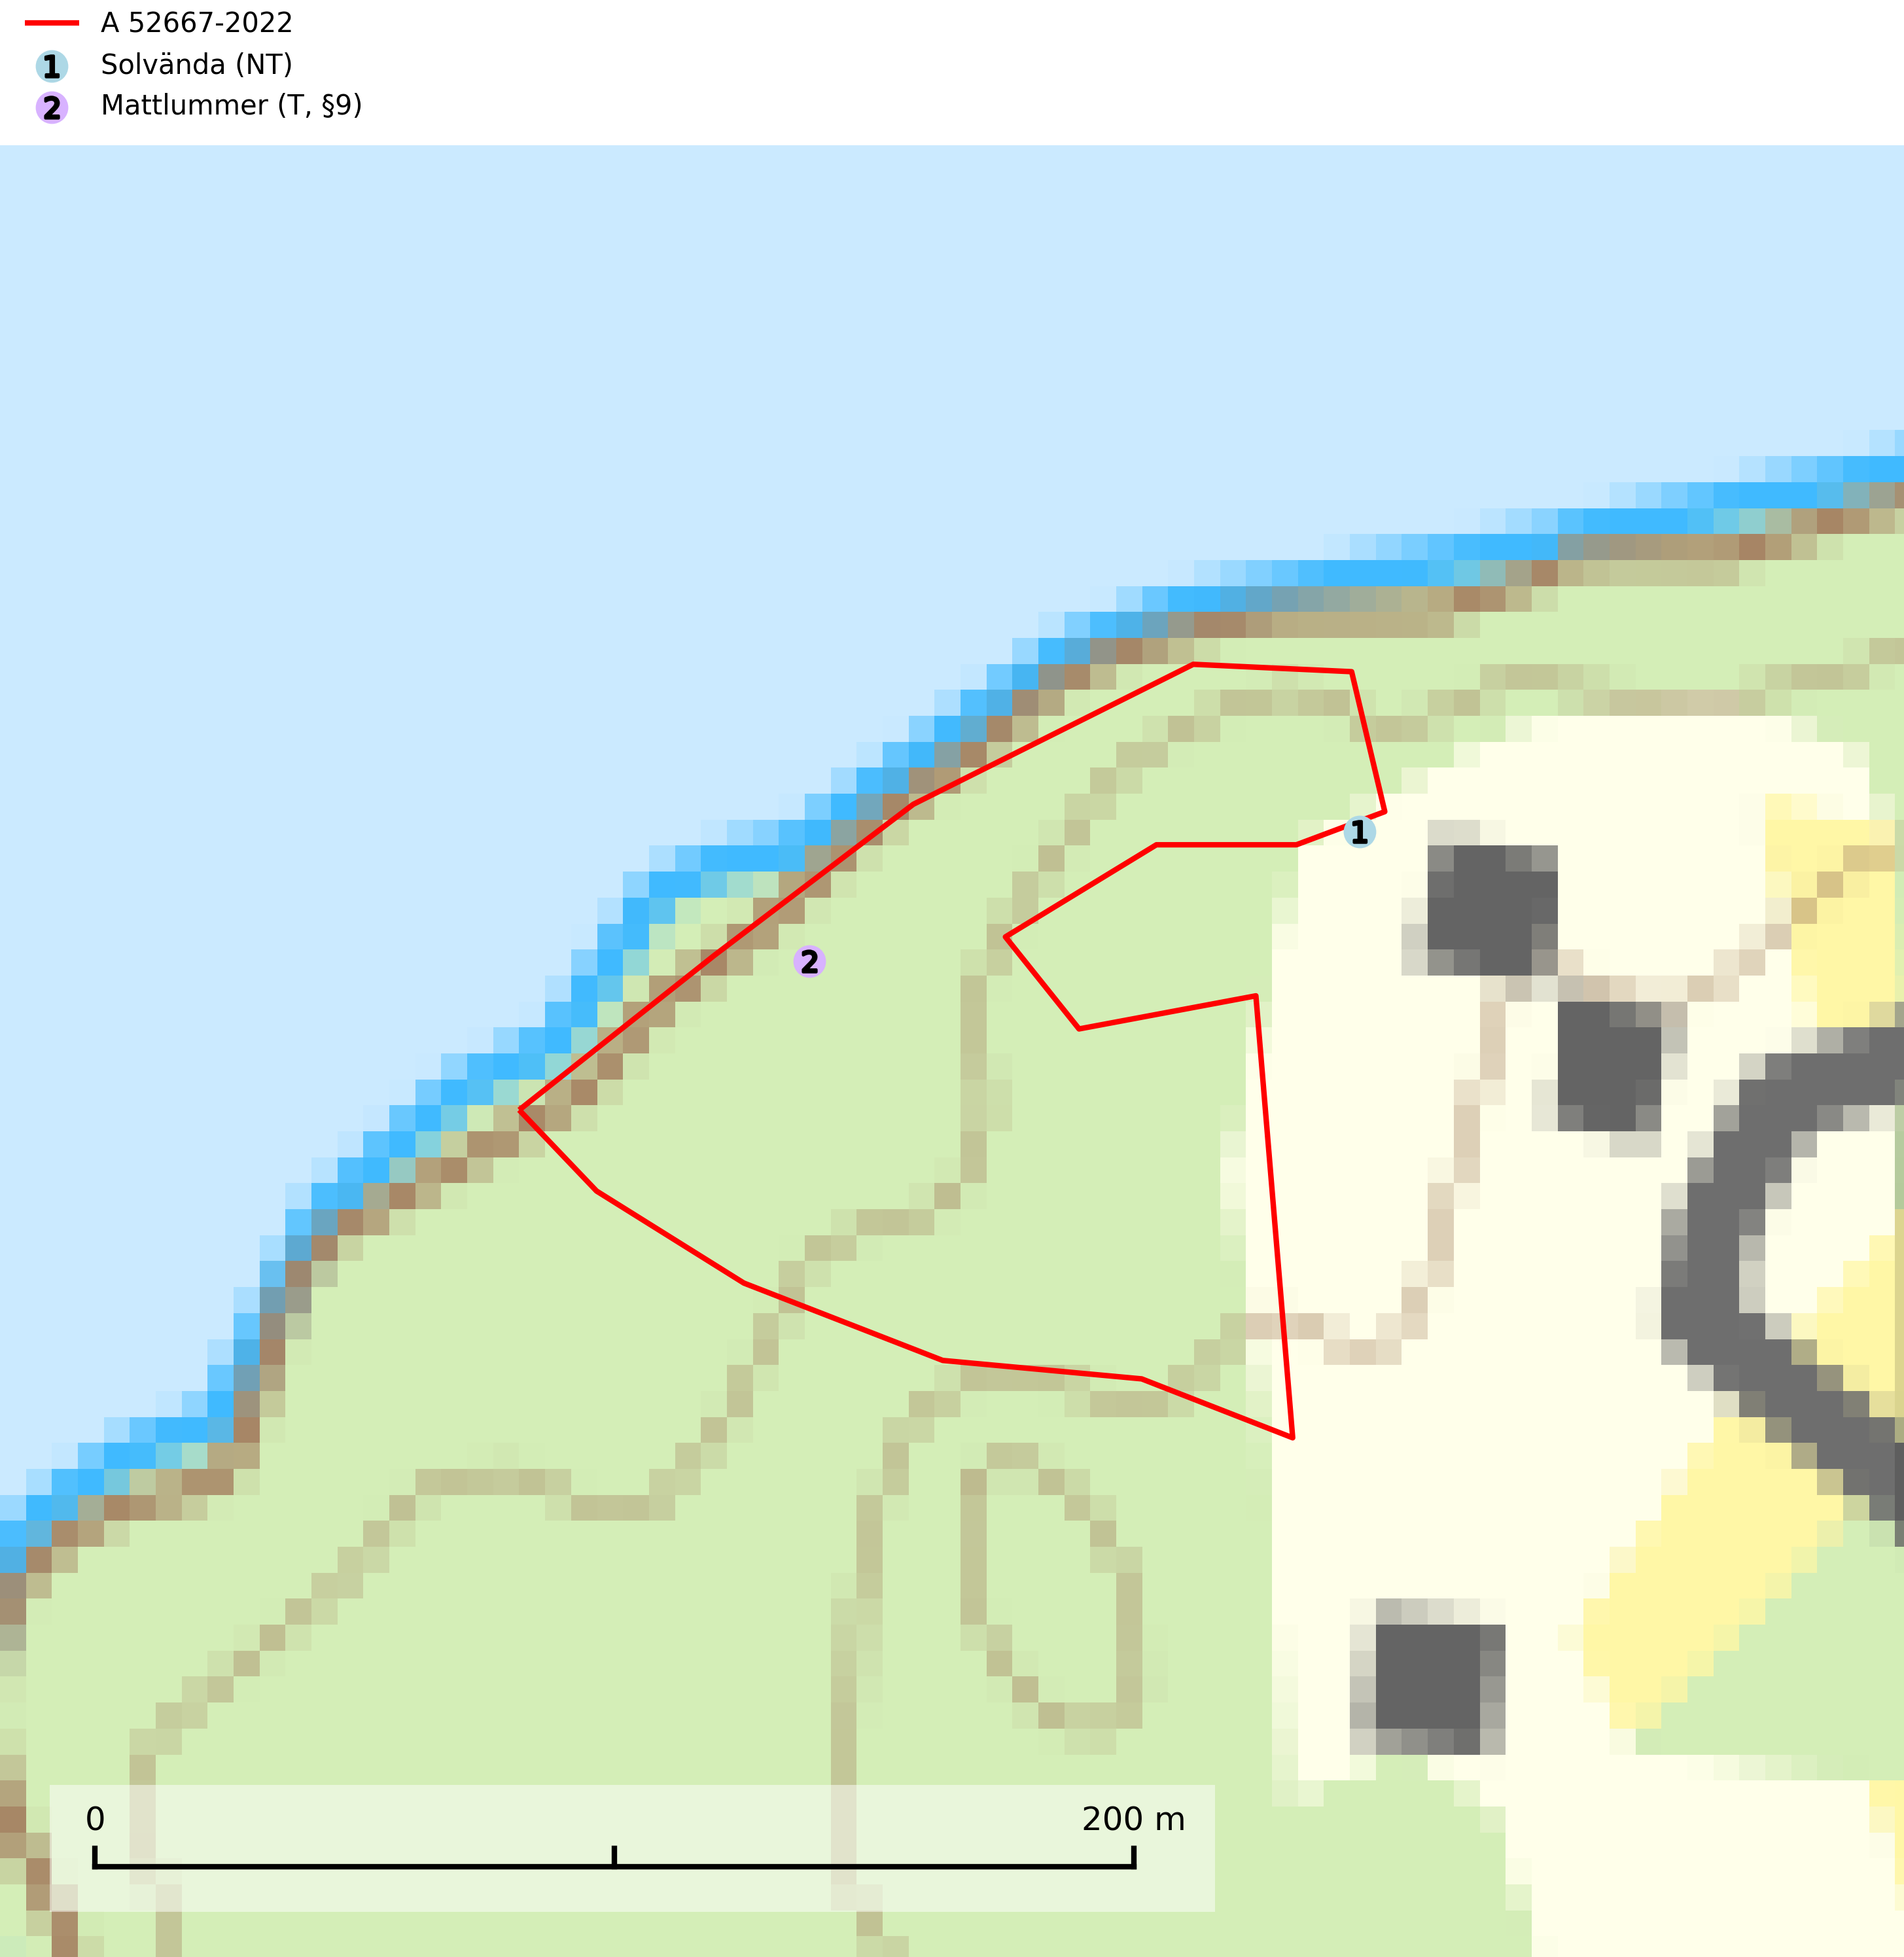 A 52667-2022
1 Solvända (NT)
2 Mattlummer (T, §9)
1
2
0 200 m